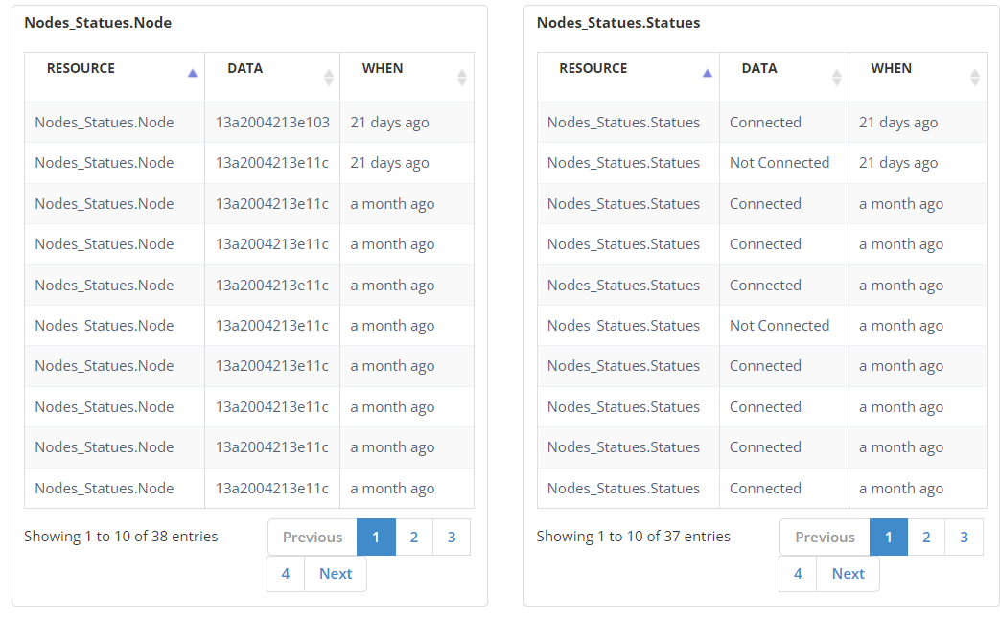 Nodes_Statues.Node
RESOURCE DATA WHEN
Nodes_Statues.Node 13a2004213e103 21 days ago
Nodes_Statues.Node 13a2004213e11c 21 days ago
Nodes_Statues.Node 13a2004213e11c a month ago
Nodes_Statues.Node 13a2004213e11c a month ago
Nodes_Statues.Node 13a2004213e11c a month ago
Nodes_Statues.Node 13a2004213e11c a month ago
Nodes_Statues.Node 13a2004213e11c a month ago
Nodes_Statues.Node 13a2004213e11c a month ago
Nodes_Statues.Node 13a2004213e11c a month ago
Nodes_Statues.Node 13a2004213e11c a month ago
Showing 1 to 10 of 38 entries Previous 1 2 3
4 Next
Nodes_Statues.Statues
RESOURCE DATA WHEN
Nodes_Statues.Statues Connected 21 days ago
Nodes_Statues.Statues Not Connected 21 days ago
Nodes_Statues.Statues Connected a month ago
Nodes_Statues.Statues Connected a month ago
Nodes_Statues.Statues Connected a month ago
Nodes_Statues.Statues Not Connected a month ago
Nodes_Statues.Statues Connected a month ago
Nodes_Statues.Statues Connected a month ago
Nodes_Statues.Statues Connected a month ago
Nodes_Statues.Statues Connected a month ago
Showing 1 to 10 of 37 entries Previous 1 2 3
4 Next